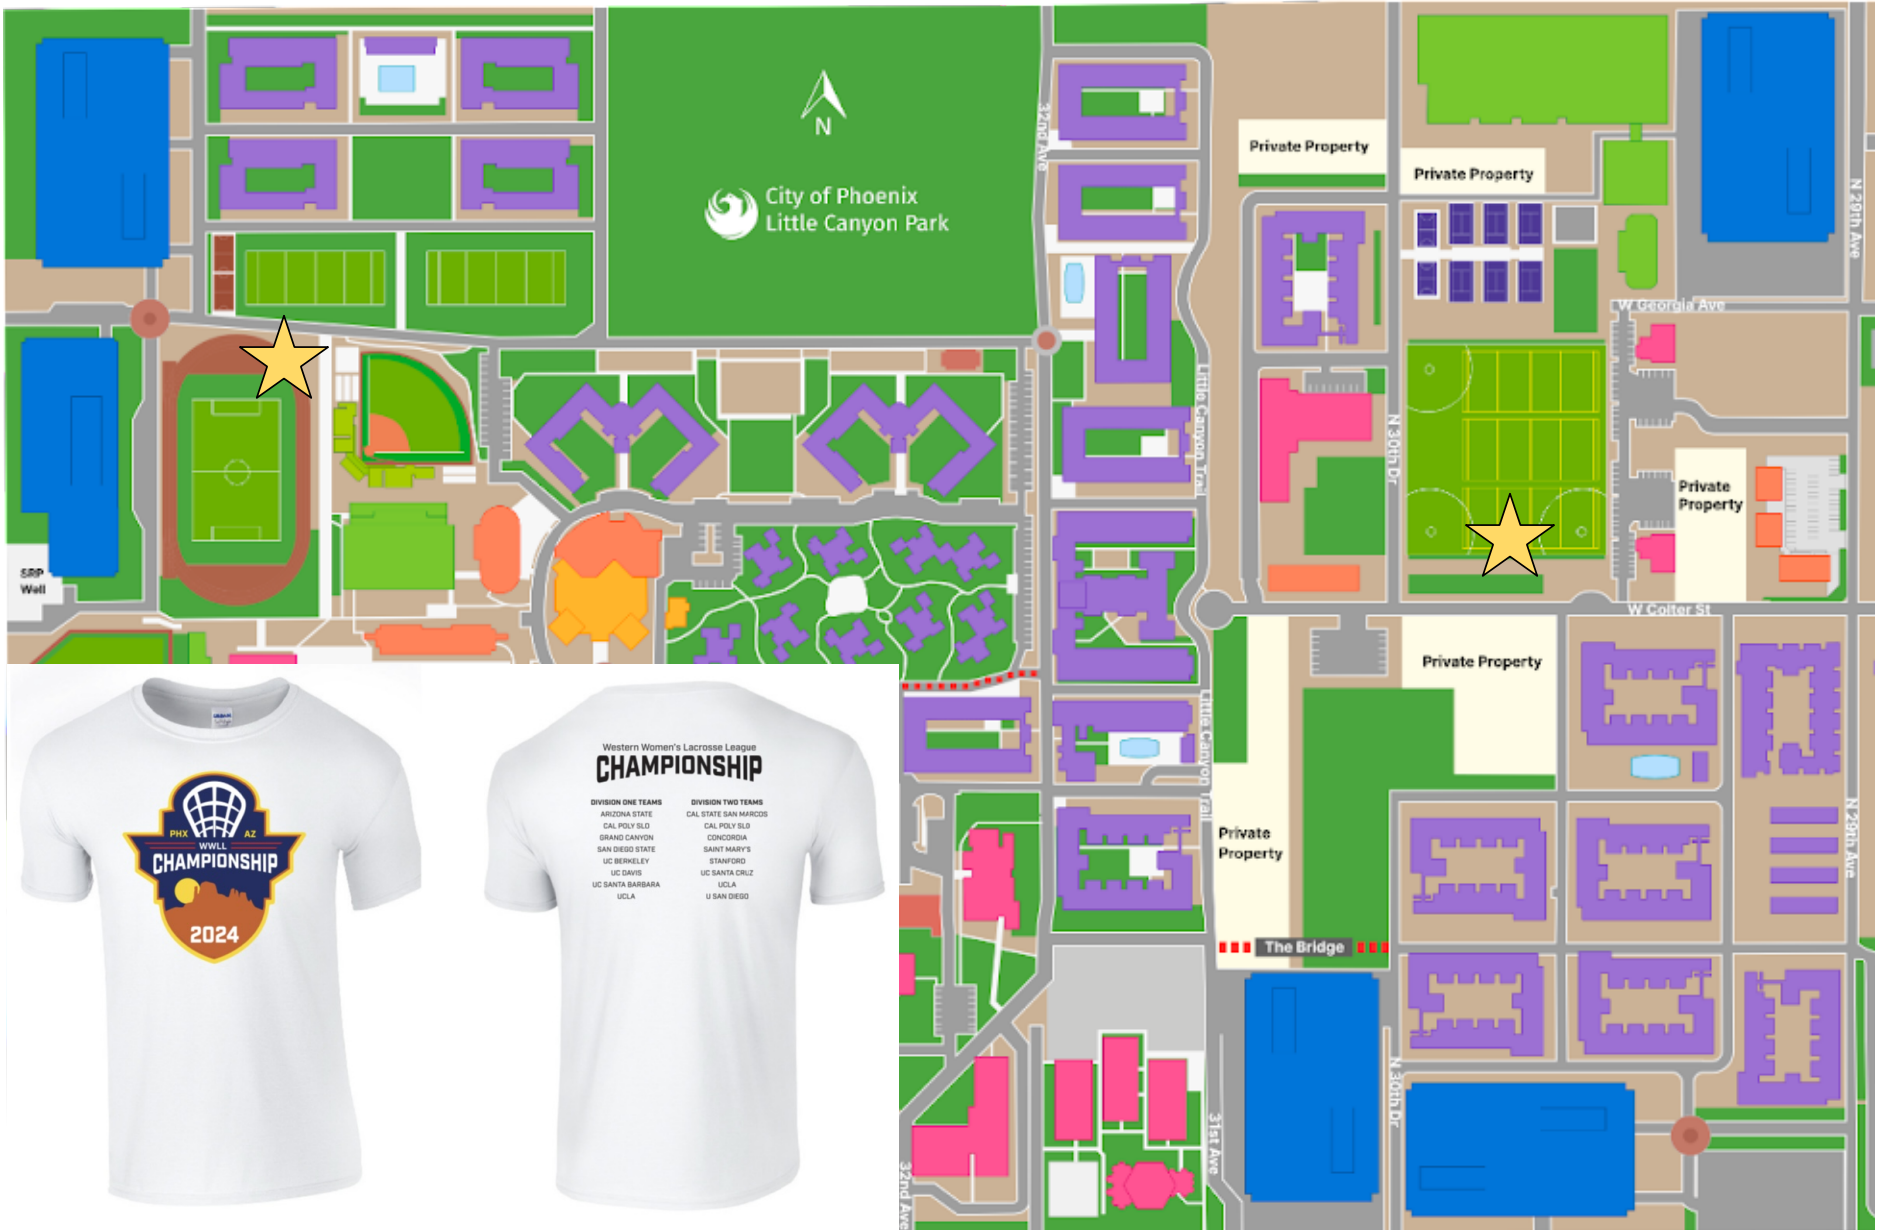 N
City of Phoenix
Little Canyon Park
32nd Ave
Private Property
Private Property
N 29th Ave
W Georgia Ave
Little Canyon Trail
N 30th Dr
Private
Property
SRP
Well
W Colter St
Private Property
Little Canyon Trail
Private
Property
N 29th Ave
The Bridge
N 30th Dr
31st Ave
32nd Ave
PHX AZ
WWLL
CHAMPIONSHIP
2024
Western Women's Lacrosse League
CHAMPIONSHIP
DIVISION ONE TEAMS DIVISION TWO TEAMS
ARIZONA STATE CAL STATE SAN MARCOS
CAL POLY SLO CAL POLY SLO
GRAND CANYON CONCORDIA
SAN DIEGO STATE SAINT MARY'S
UC BERKELEY STANFORD
UC DAVIS UC SANTA CRUZ
UC SANTA BARBARA UCLA
UCLA U SAN DIEGO